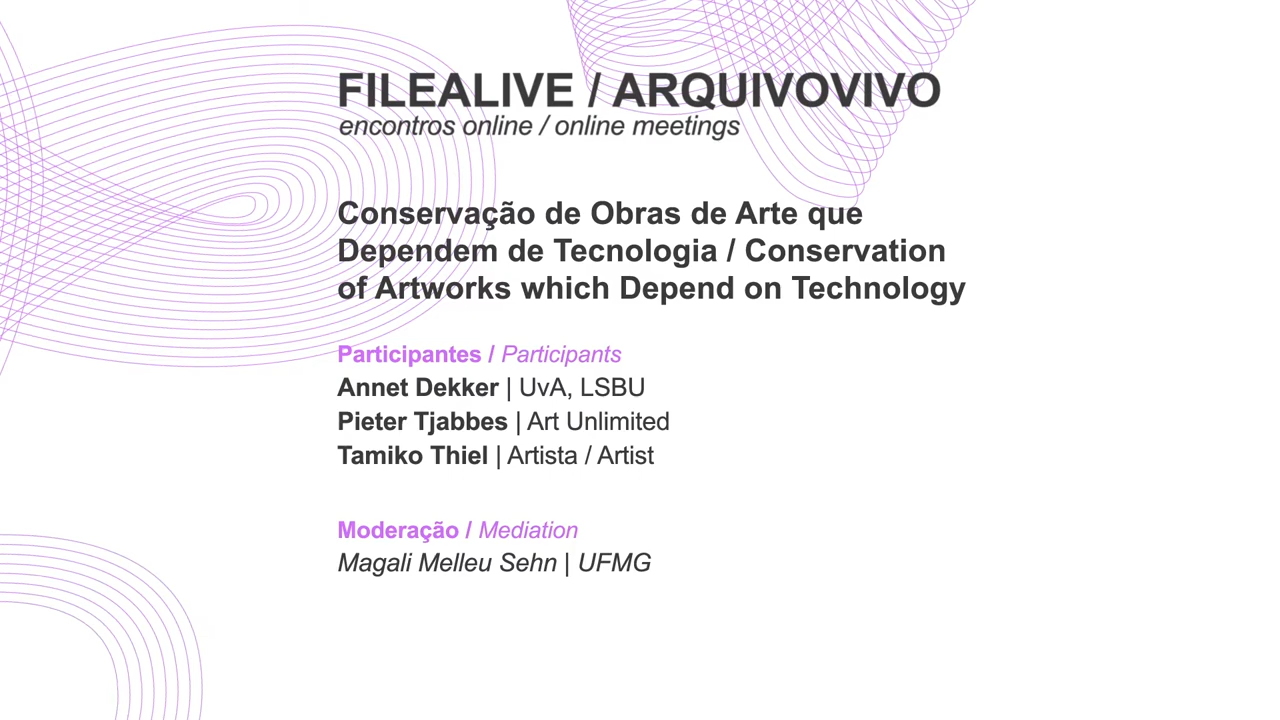 FILEALIVE / ARQUIVOVIVO
encontros online / online meetings
Conservação de Obras de Arte que
Dependem de Tecnologia / Conservation
of Artworks which Depend on Technology
Participantes / Participants
Annet Dekker | UvA, LSBU
Pieter Tjabbes | Art Unlimited
Tamiko Thiel | Artista / Artist
Moderação / Mediation
Magali Melleu Sehn | UFMG